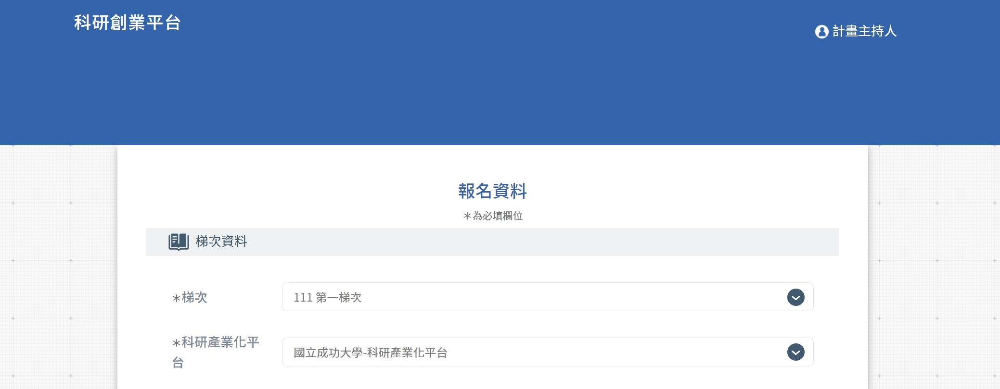 科研創業平台
計畫主持人
報名資料
＊為必填欄位
梯次資料
＊梯次
111 第一梯次
＊科研產業化平
台
國立成功大學-科研產業化平台